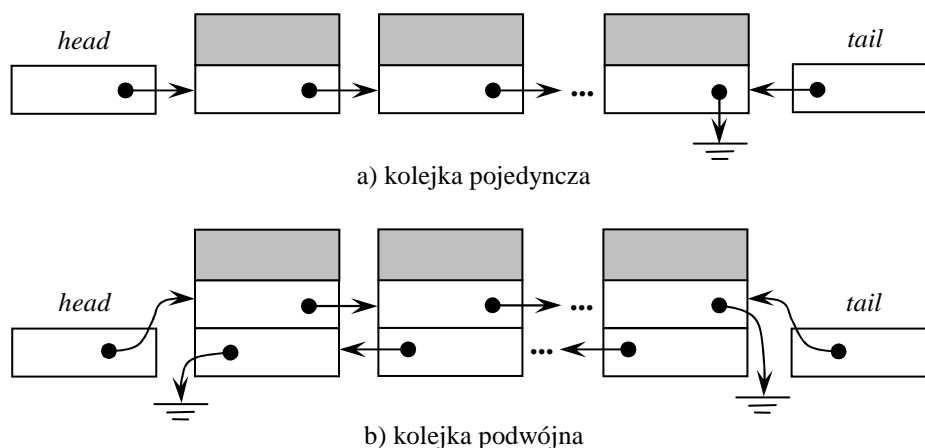 head
tail
...
a) kolejka pojedyncza
head
tail
...
...
b) kolejka podwójna